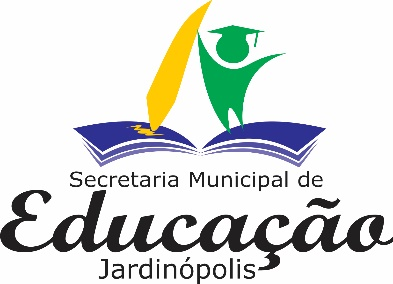 Secretaria Municipal de
Educação
Jardinópolis